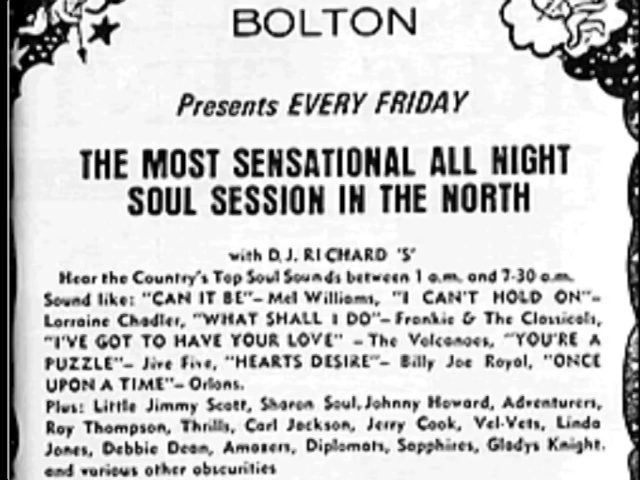 BOLTON
Presents EVERY FRIDAY
THE MOST SENSATIONAL ALL NIGHT
SOUL SESSION IN THE NORTH
with D.J. RICHARD 'S'
Hear the Country's Top Soul Sounds between 1 a.m. and 7-30 a.m.
Sound like: "CAN IT BE"– Mel Williams, "I CAN'T HOLD ON"–
Lorraine Chadler, "WHAT SHALL I DO"– Frankie & The Classicals,
"I'VE GOT TO HAVE YOUR LOVE" – The Volcanoes, "YOU'RE A
PUZZLE"– Jive Five, "HEARTS DESIRE"– Billy Joe Royal, "ONCE
UPON A TIME"– Orlons.
Plus: Little Jimmy Scott, Sharon Soul, Johnny Howard, Adventurers,
Roy Thompson, Thrills, Carl Jackson, Jerry Cook, Vel-Vets, Linda
Jones, Debbie Dean, Amosers, Diplomats, Sapphires, Gladys Knight,
and various other obscurities